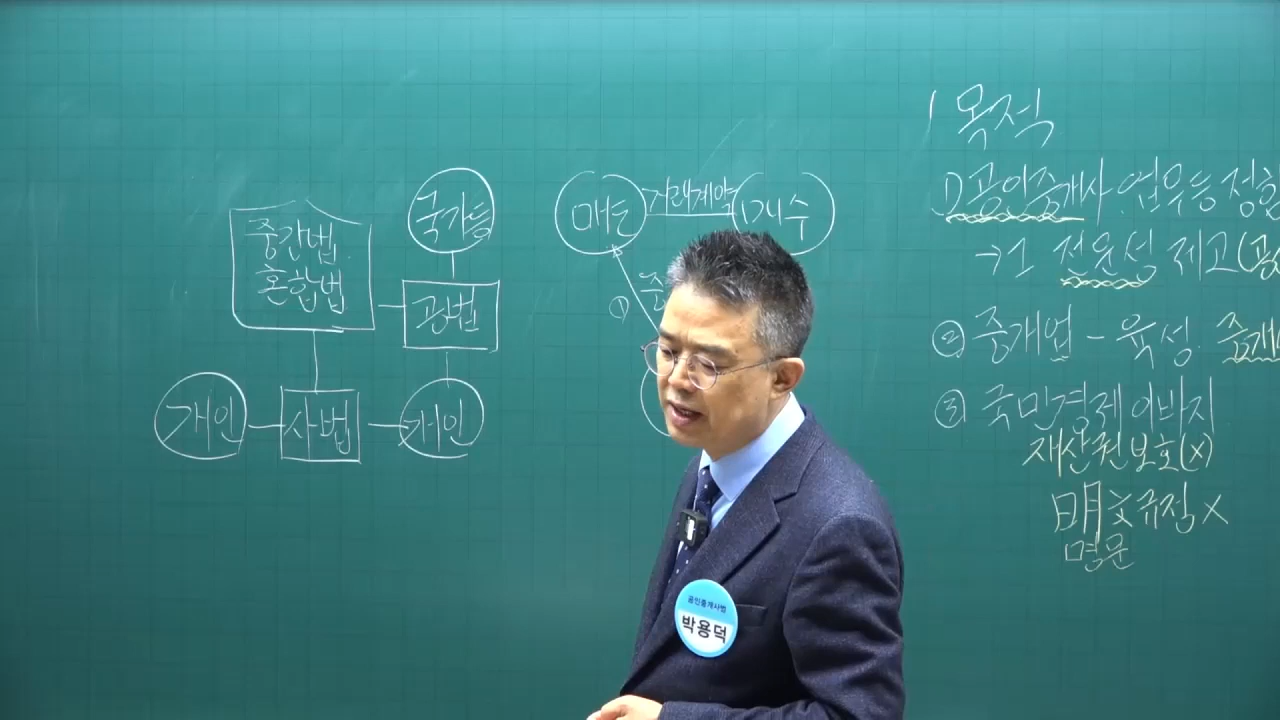 국가등
중간법.
혼합법
공법
개인
사법
개인
매도
거래계약
매수
①
중
1 목적
① 공인중개사.업무등 정함
→1 전문성 제고(공
② 중개업 - 육성. 중개
③ 국민경제 이바지
재산권보호(x)
明文규정 x
명문
공인중개사법
박용덕